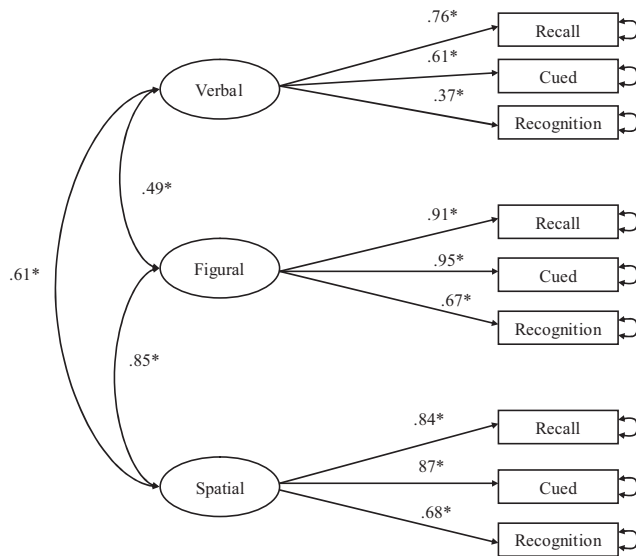 .76*
Recall
.61*
Verbal
Cued
.37*
Recognition
.49*
.91*
Recall
.61*
.95*
Figural
Cued
.67*
Recognition
.85*
.84*
Recall
87*
Spatial
Cued
.68*
Recognition